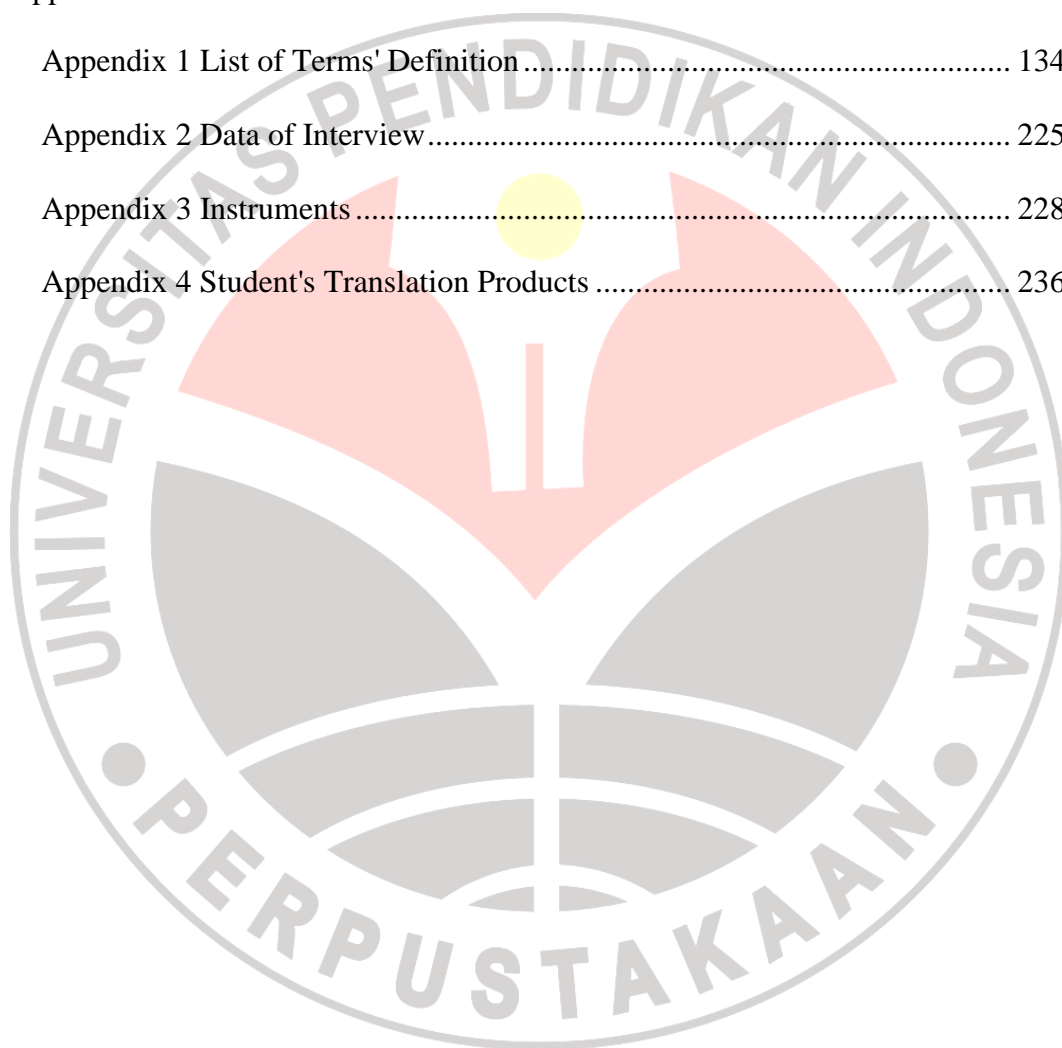 Appendix 1 List of Terms' Definition ............................................................. 134
Appendix 2 Data of Interview......................................................................... 225
Appendix 3 Instruments .................................................................................. 228
Appendix 4 Student's Translation Products .................................................... 236
UNIVERSITAS PENDIDIKAN INDONESIA
PERPUSTAKAAN